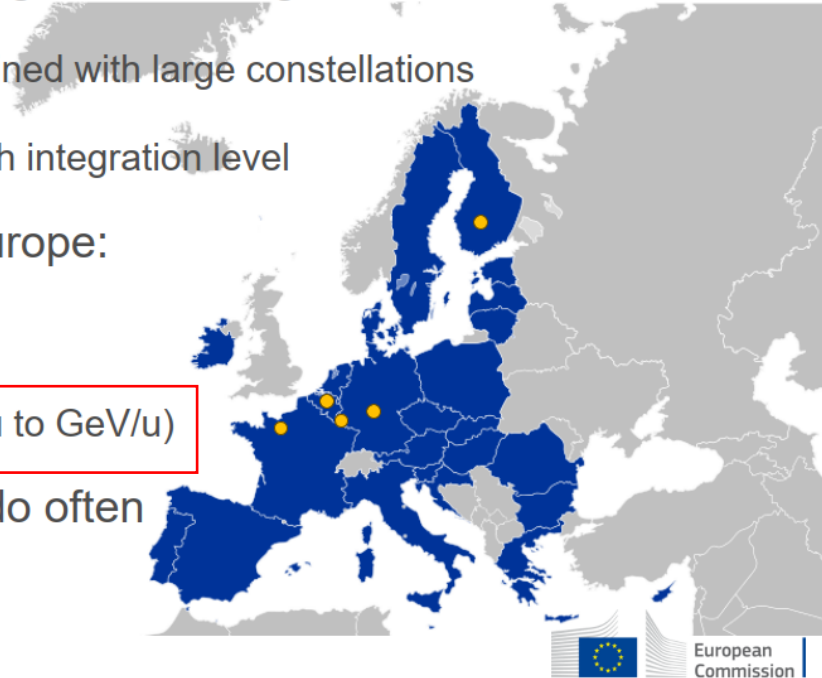 ned with large constellations
h integration level
urope:
to GeV/u)
lo often
European
Commission